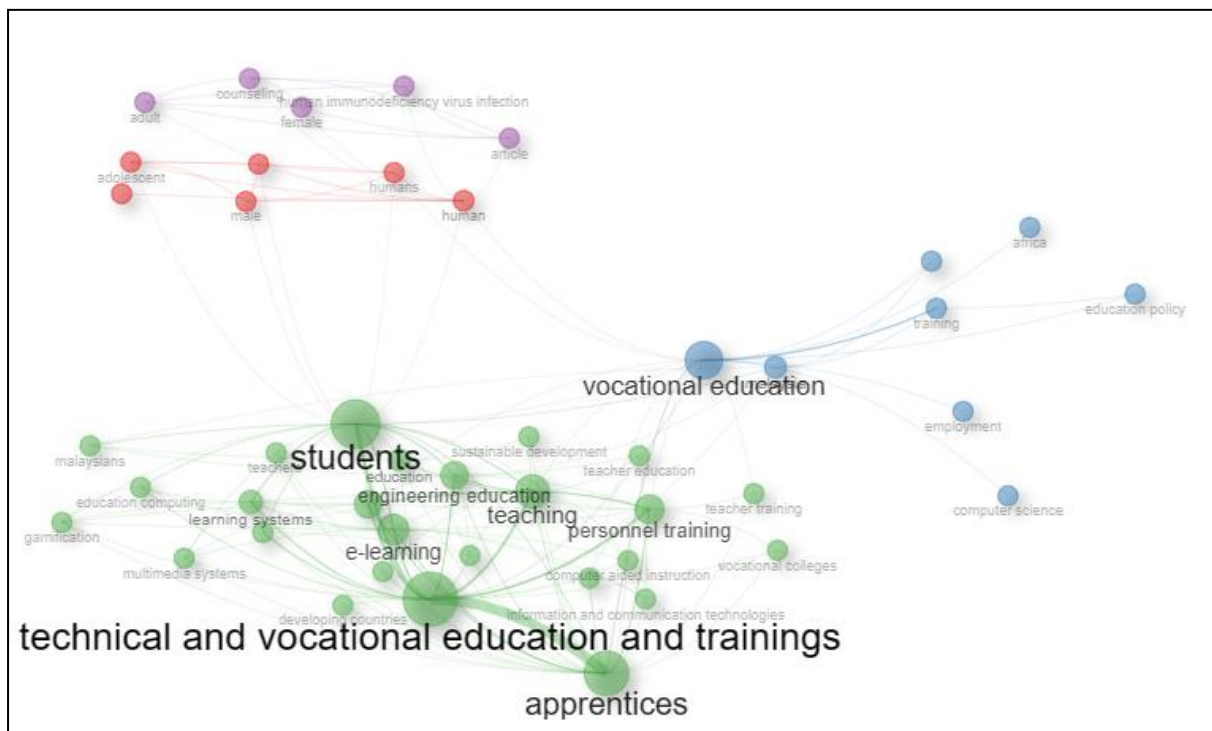 counseling
human immunodeficiency virus infection
adult
female
article
adolescent
humans
male
human
africa
education policy
training
vocational education
employment
computer science
students
sustainable development
malaysians
teachers
education
teacher education
engineering education
education computing
teaching
teacher training
learning systems
personnel training
gamification
e-learning
multimedia systems
computer aided instruction
vocational colleges
developing countries
information and communication technologies
technical and vocational education and trainings
apprentices